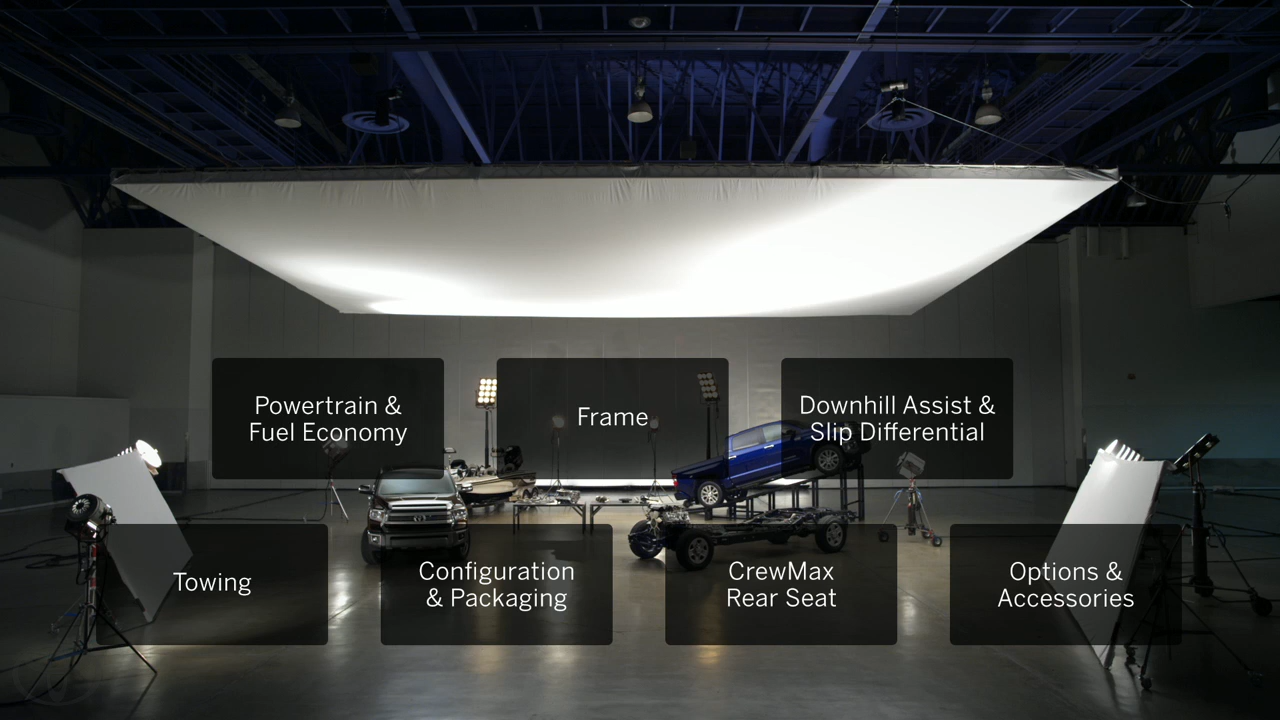 Powertrain &
Fuel Economy
Frame
Downhill Assist &
Slip Differential
Towing
Configuration
& Packaging
CrewMax
Rear Seat
Options &
Accessories